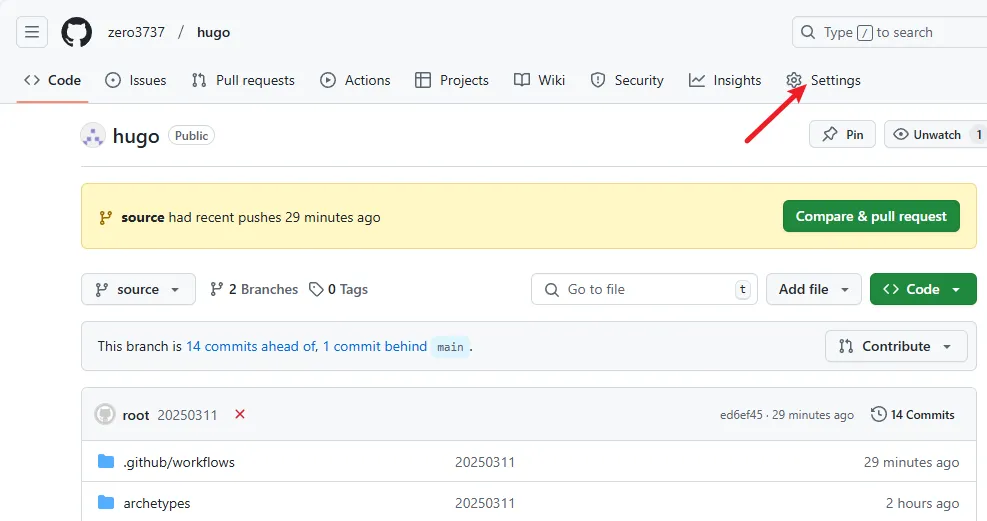 zero3737 / hugo Type / to search
Code Issues Pull requests Actions Projects Wiki Security Insights Settings
hugo Public Pin Unwatch 1
source had recent pushes 29 minutes ago Compare & pull request
source 2 Branches 0 Tags Go to file t Add file Code
This branch is 14 commits ahead of, 1 commit behind main . Contribute
root 20250311 ed6ef45 · 29 minutes ago 14 Commits
.github/workflows 20250311 29 minutes ago
archetypes 20250311 2 hours ago